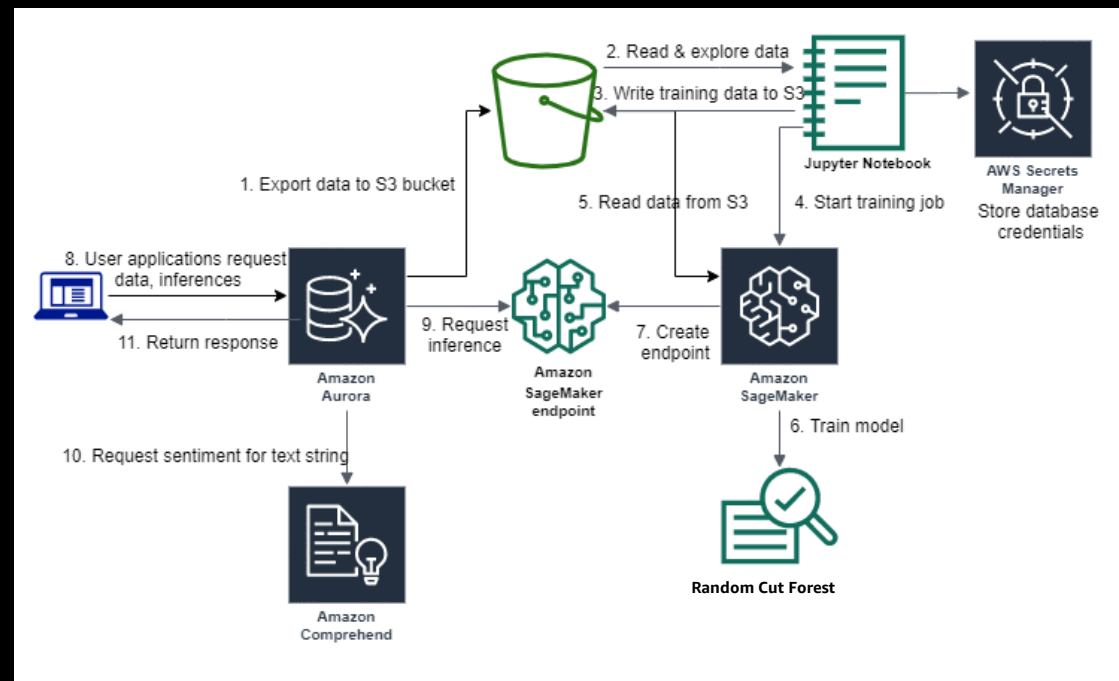 2. Read & explore data
3. Write training data to S3
Jupyter Notebook
AWS Secrets
Manager
Store database
credentials
1. Export data to S3 bucket
5. Read data from S3
4. Start training job
8. User applications request
data, inferences
11. Return response
9. Request
inference
7. Create
endpoint
Amazon
Aurora
Amazon
SageMaker
endpoint
Amazon
SageMaker
6. Train model
10. Request sentiment for text string
Random Cut Forest
Amazon
Comprehend